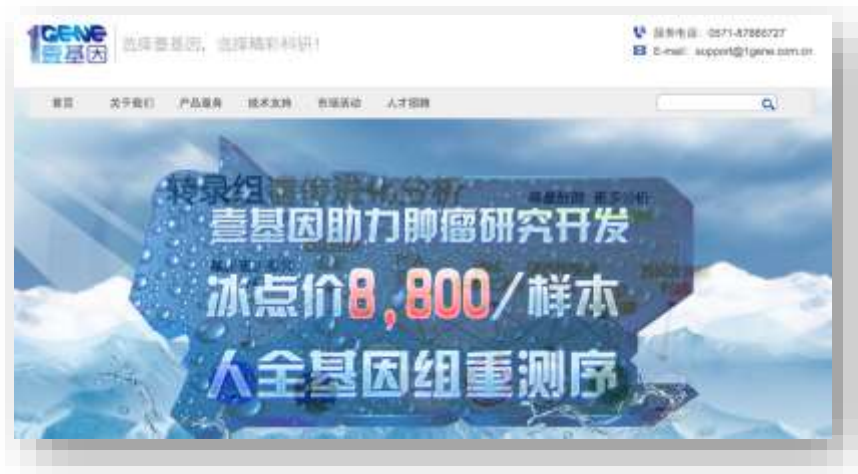 1GENE
壹基因
选择壹基因，选择精彩科研！
服务电话：0571-87886727
E-mail: support@1gene.com.cn
首页 关于我们 产品服务 技术支持 市场活动 人才招聘
转录组
壹基因助力肿瘤研究开发
冰点价8,800/样本
人全基因组重测序